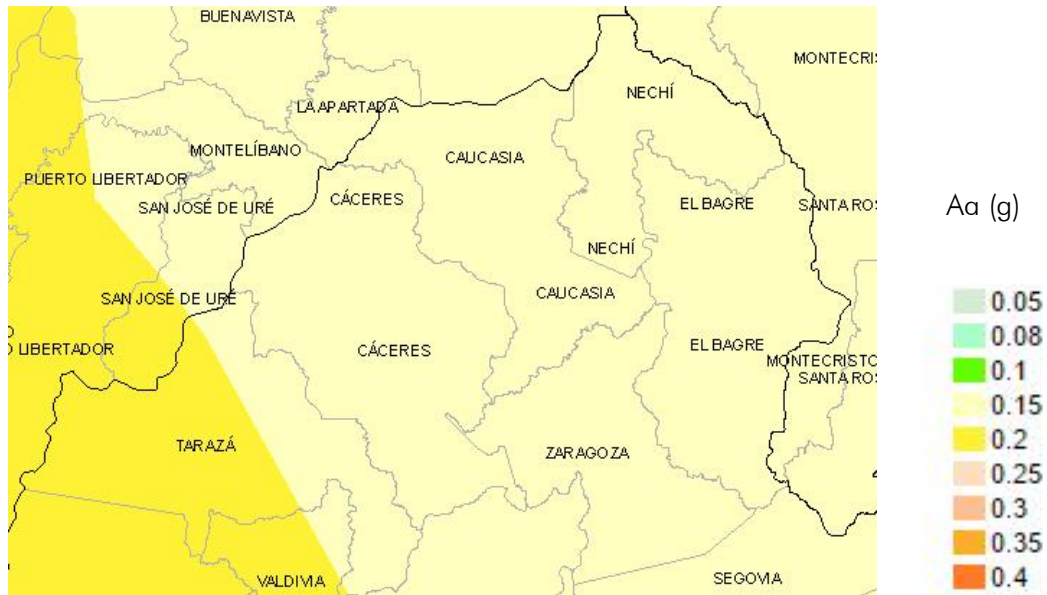 BUENAVISTA
MONTECRIS
NECHÍ
LA APARTADA
MONTELÍBANO
CAUCASIA
PUERTO LIBERTADOR
CÁCERES
SAN JOSÉ DE URÉ
EL BAGRE
SANTA ROS
Aa (g)
NECHÍ
SAN JOSÉ DE URÉ
CAUCASIA
0.05
0.08
O LIBERTADOR
CÁCERES
EL BAGRE
MONTECRISTO
SANTA ROS
0.1
0.15
TARAZÁ
ZARAGOZA
0.2
0.25
0.3
0.35
VALDIVIA
SEGOVIA
0.4